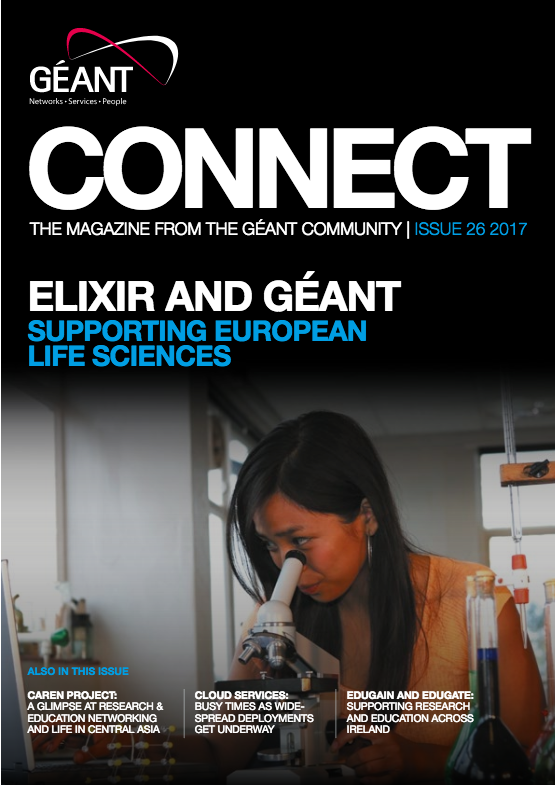 GÉANT
Networks • Services • People
CONNECT
THE MAGAZINE FROM THE GÉANT COMMUNITY | ISSUE 26 2017
ELIXIR AND GÉANT
SUPPORTING EUROPEAN
LIFE SCIENCES
ALSO IN THIS ISSUE
CAREN PROJECT:
A GLIMPSE AT RESEARCH &
EDUCATION NETWORKING
AND LIFE IN CENTRAL ASIA
CLOUD SERVICES:
BUSY TIMES AS WIDE-
SPREAD DEPLOYMENTS
GET UNDERWAY
EDUGAIN AND EDUGATE:
SUPPORTING RESEARCH
AND EDUCATION ACROSS
IRELAND